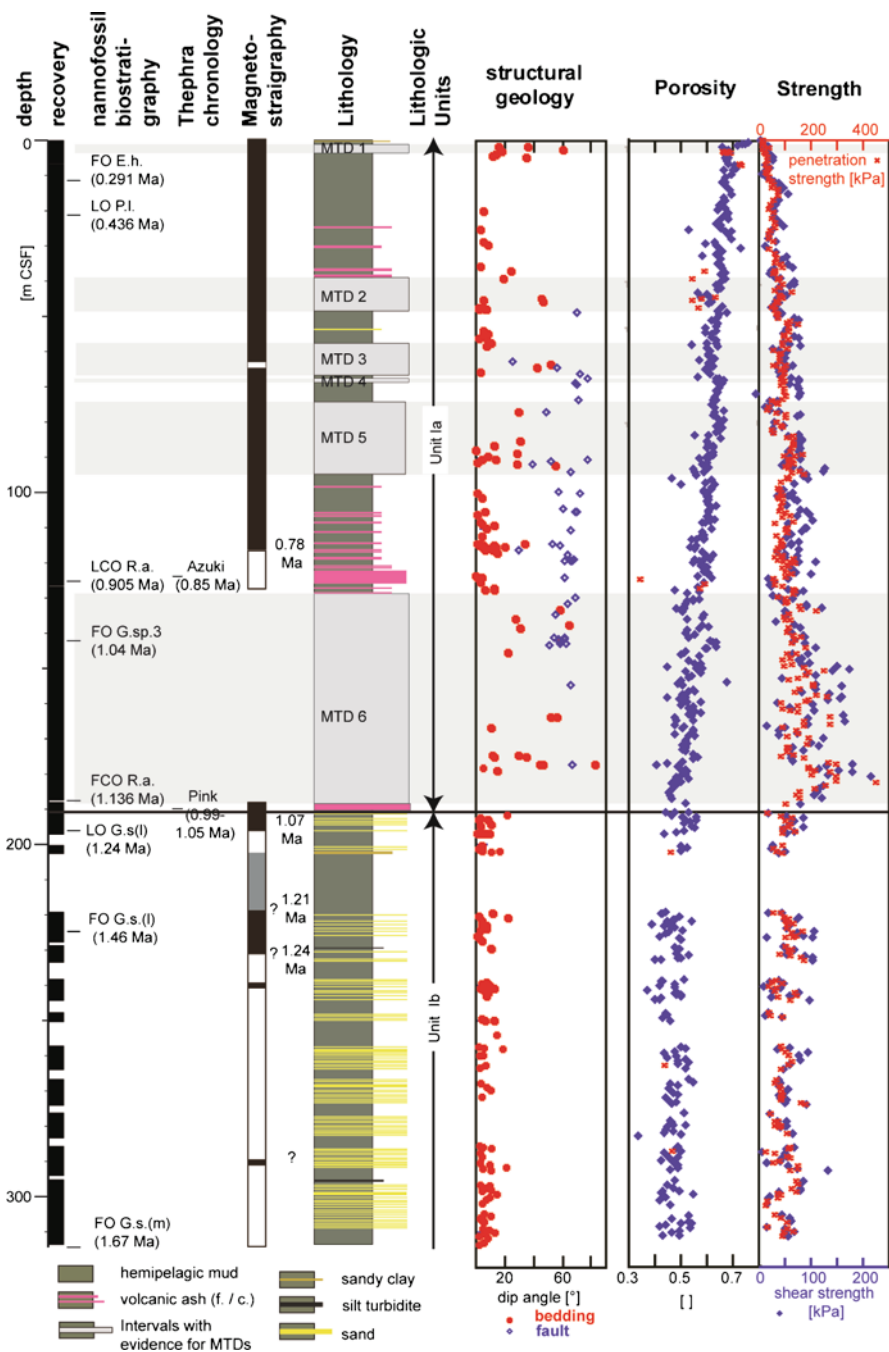 depth
recovery
nannofossil
biostrati-
graphy
Thephra
chronology
Magneto-
straigraphy
Lithology
Lithologic
Units
structural
geology
Porosity
Strength
0
[m CSF]
100
200
300
FO E.h.
(0.291 Ma)
LO P.l.
(0.436 Ma)
LCO R.a.
(0.905 Ma)
FO G.sp.3
(1.04 Ma)
FCO R.a.
(1.136 Ma)
LO G.s(l)
(1.24 Ma)
FO G.s.(l)
(1.46 Ma)
FO G.s.(m)
(1.67 Ma)
Azuki
(0.85 Ma)
Pink
(0.99-
1.05 Ma)
0.78
Ma
1.07
Ma
1.21
? Ma
? 1.24
Ma
?
MTD 1
MTD 2
MTD 3
MTD 4
MTD 5
MTD 6
Unit Ia
Unit Ib
0 200 400
penetration
strength [kPa]
20 60
dip angle [°]
bedding
fault
0.3 0.5 0.7
[ ]
0 200 400
shear strength
[kPa]
hemipelagic mud
volcanic ash (f. / c.)
Intervals with
evidence for MTDs
sandy clay
silt turbidite
sand